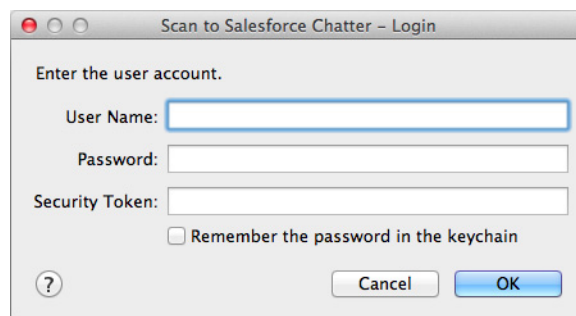 Scan to Salesforce Chatter – Login
Enter the user account.
User Name:
Password:
Security Token:
Remember the password in the keychain
?
Cancel
OK